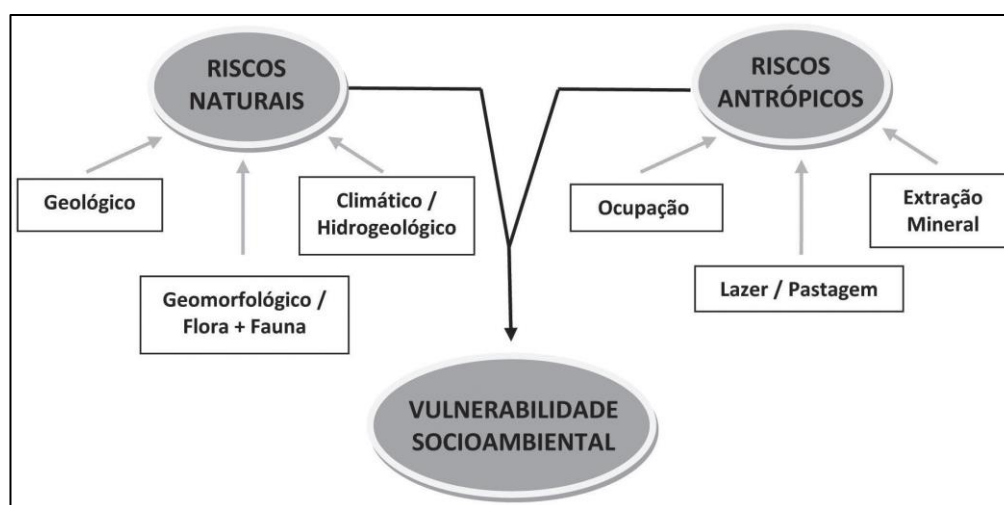 RISCOS
NATURAIS
RISCOS
ANTRÓPICOS
Geológico
Climático /
Hidrogeológico
Ocupação
Extração
Mineral
Geomorfológico /
Flora + Fauna
Lazer / Pastagem
VULNERABILIDADE
SOCIOAMBIENTAL